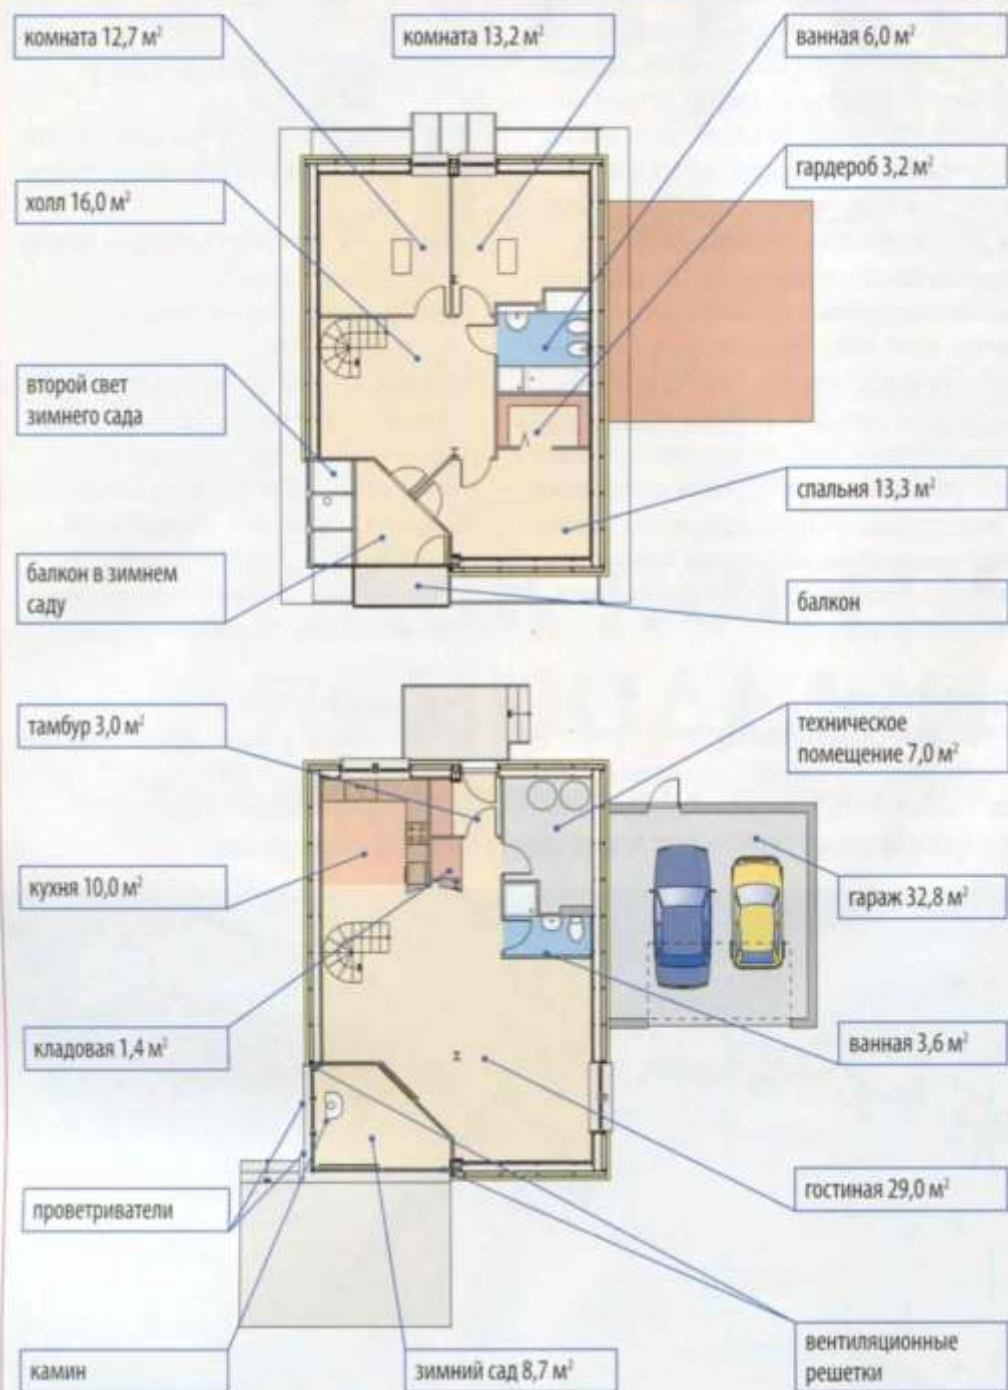 комната 12,7 м²
комната 13,2 м²
ванная 6,0 м²
гардероб 3,2 м²
холл 16,0 м²
второй свет
зимнего сада
спальня 13,3 м²
балкон в зимнем
саду
балкон
тамбур 3,0 м²
техническое
помещение 7,0 м²
кухня 10,0 м²
гараж 32,8 м²
кладовая 1,4 м²
ванная 3,6 м²
гостиная 29,0 м²
проветриватели
вентиляционные
решетки
камин
зимний сад 8,7 м²